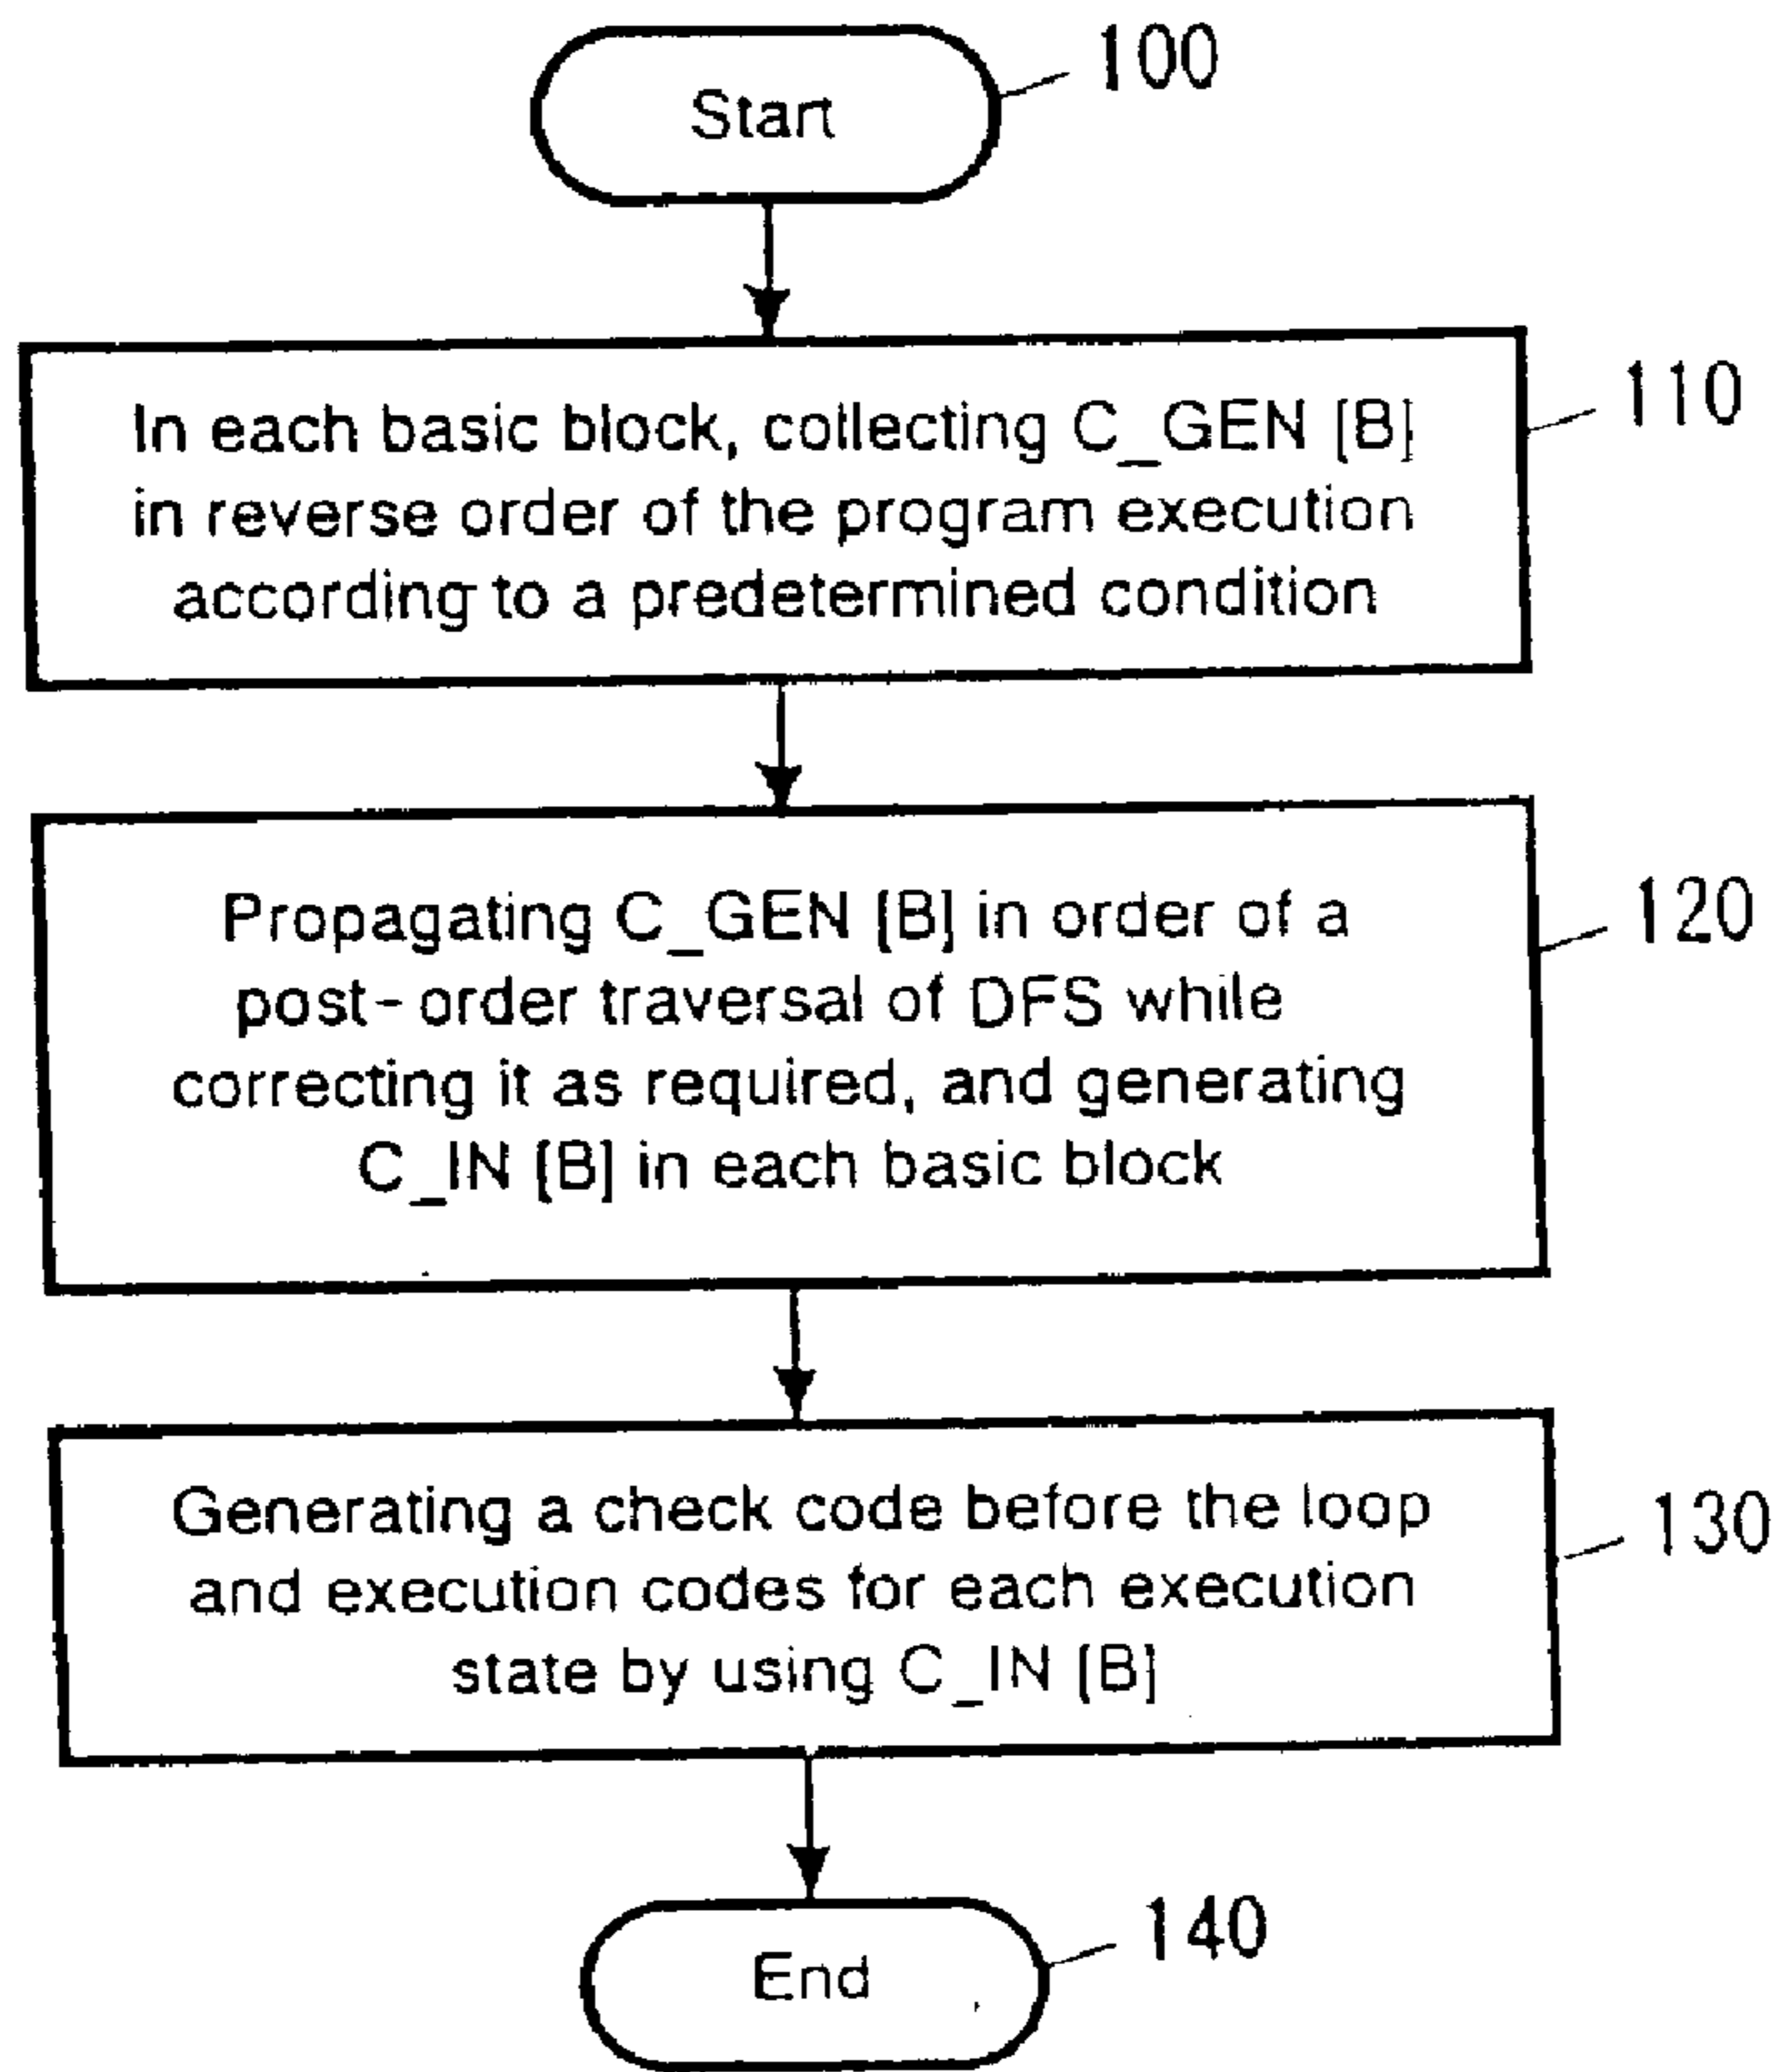 Start
100
In each basic block, collecting C_GEN [B]
in reverse order of the program execution
according to a predetermined condition
110
Propagating C_GEN [B] in order of a
post-order traversal of DFS while
correcting it as required, and generating
C_IN [B] in each basic block
120
Generating a check code before the loop
and execution codes for each execution
state by using C_IN [B]
130
End
140